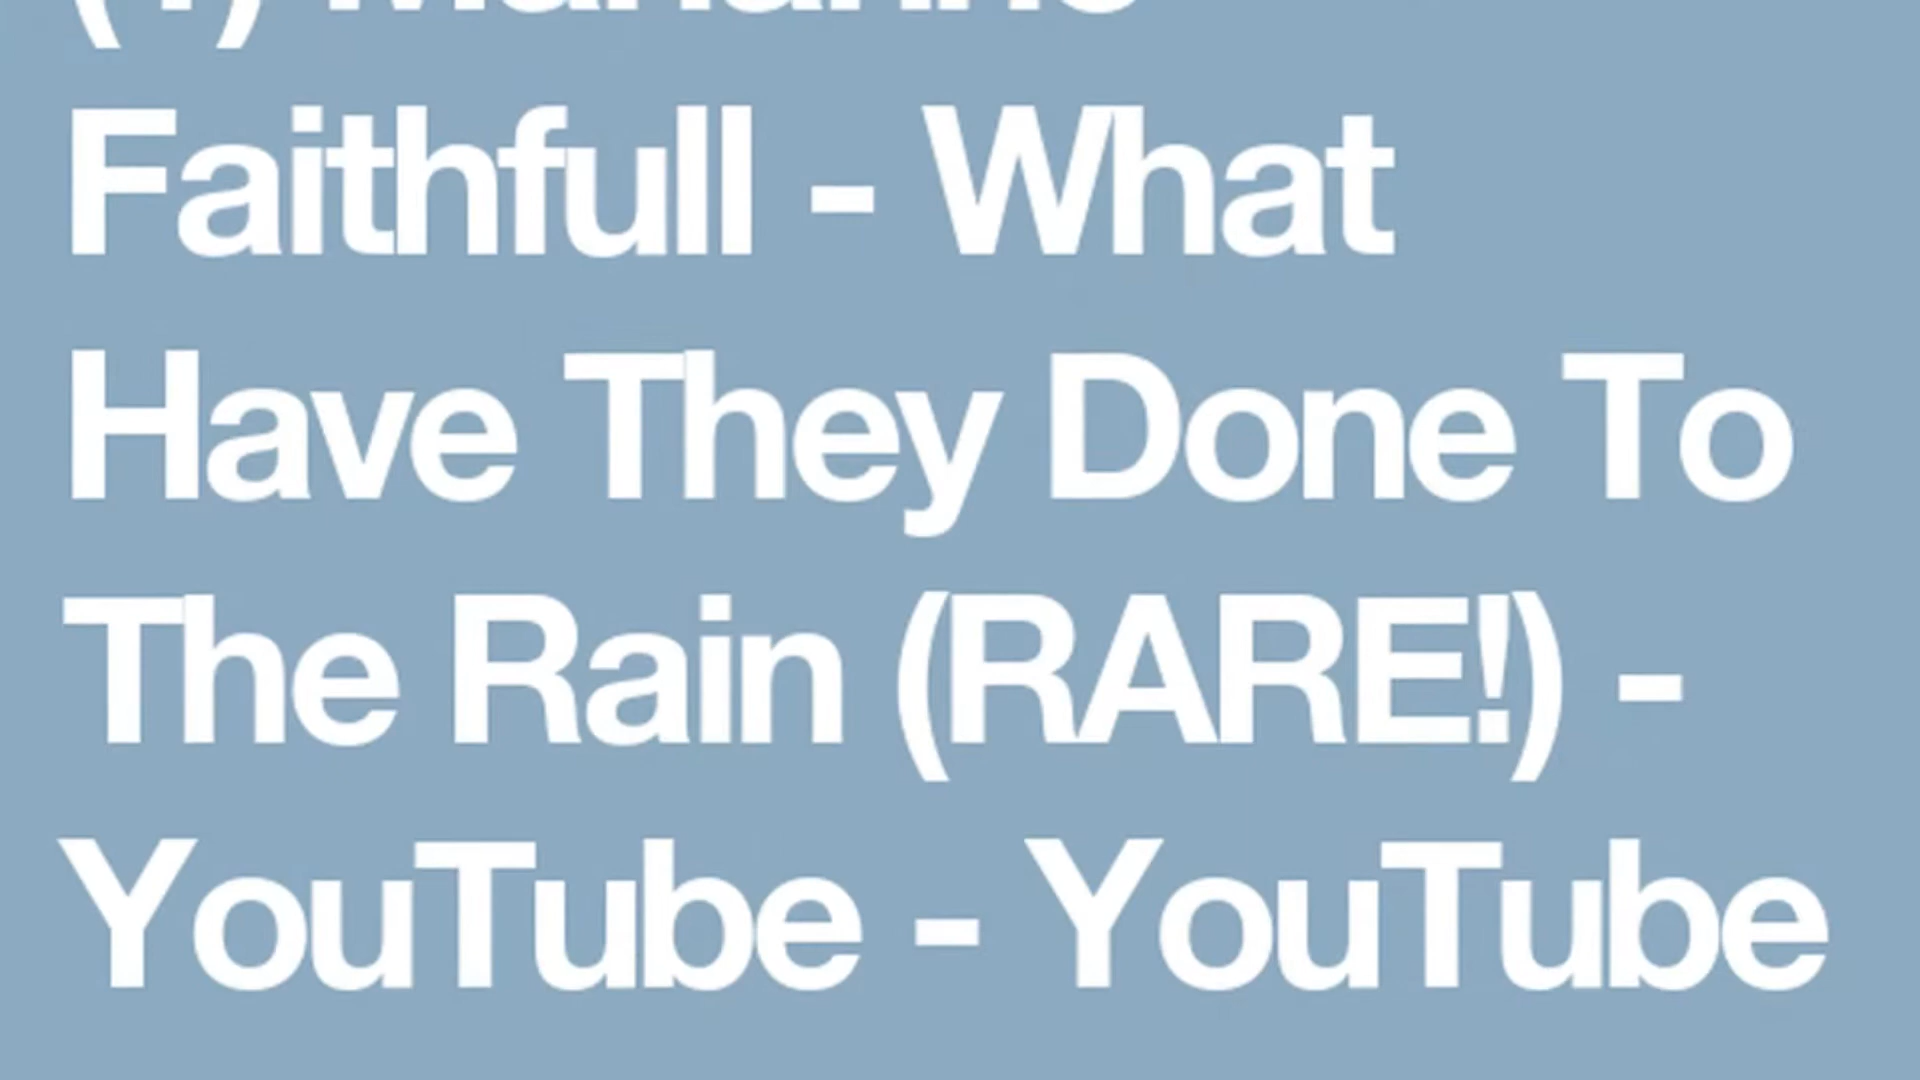 Faithfull - What
Have They Done To
The Rain (RARE!) -
YouTube - YouTube